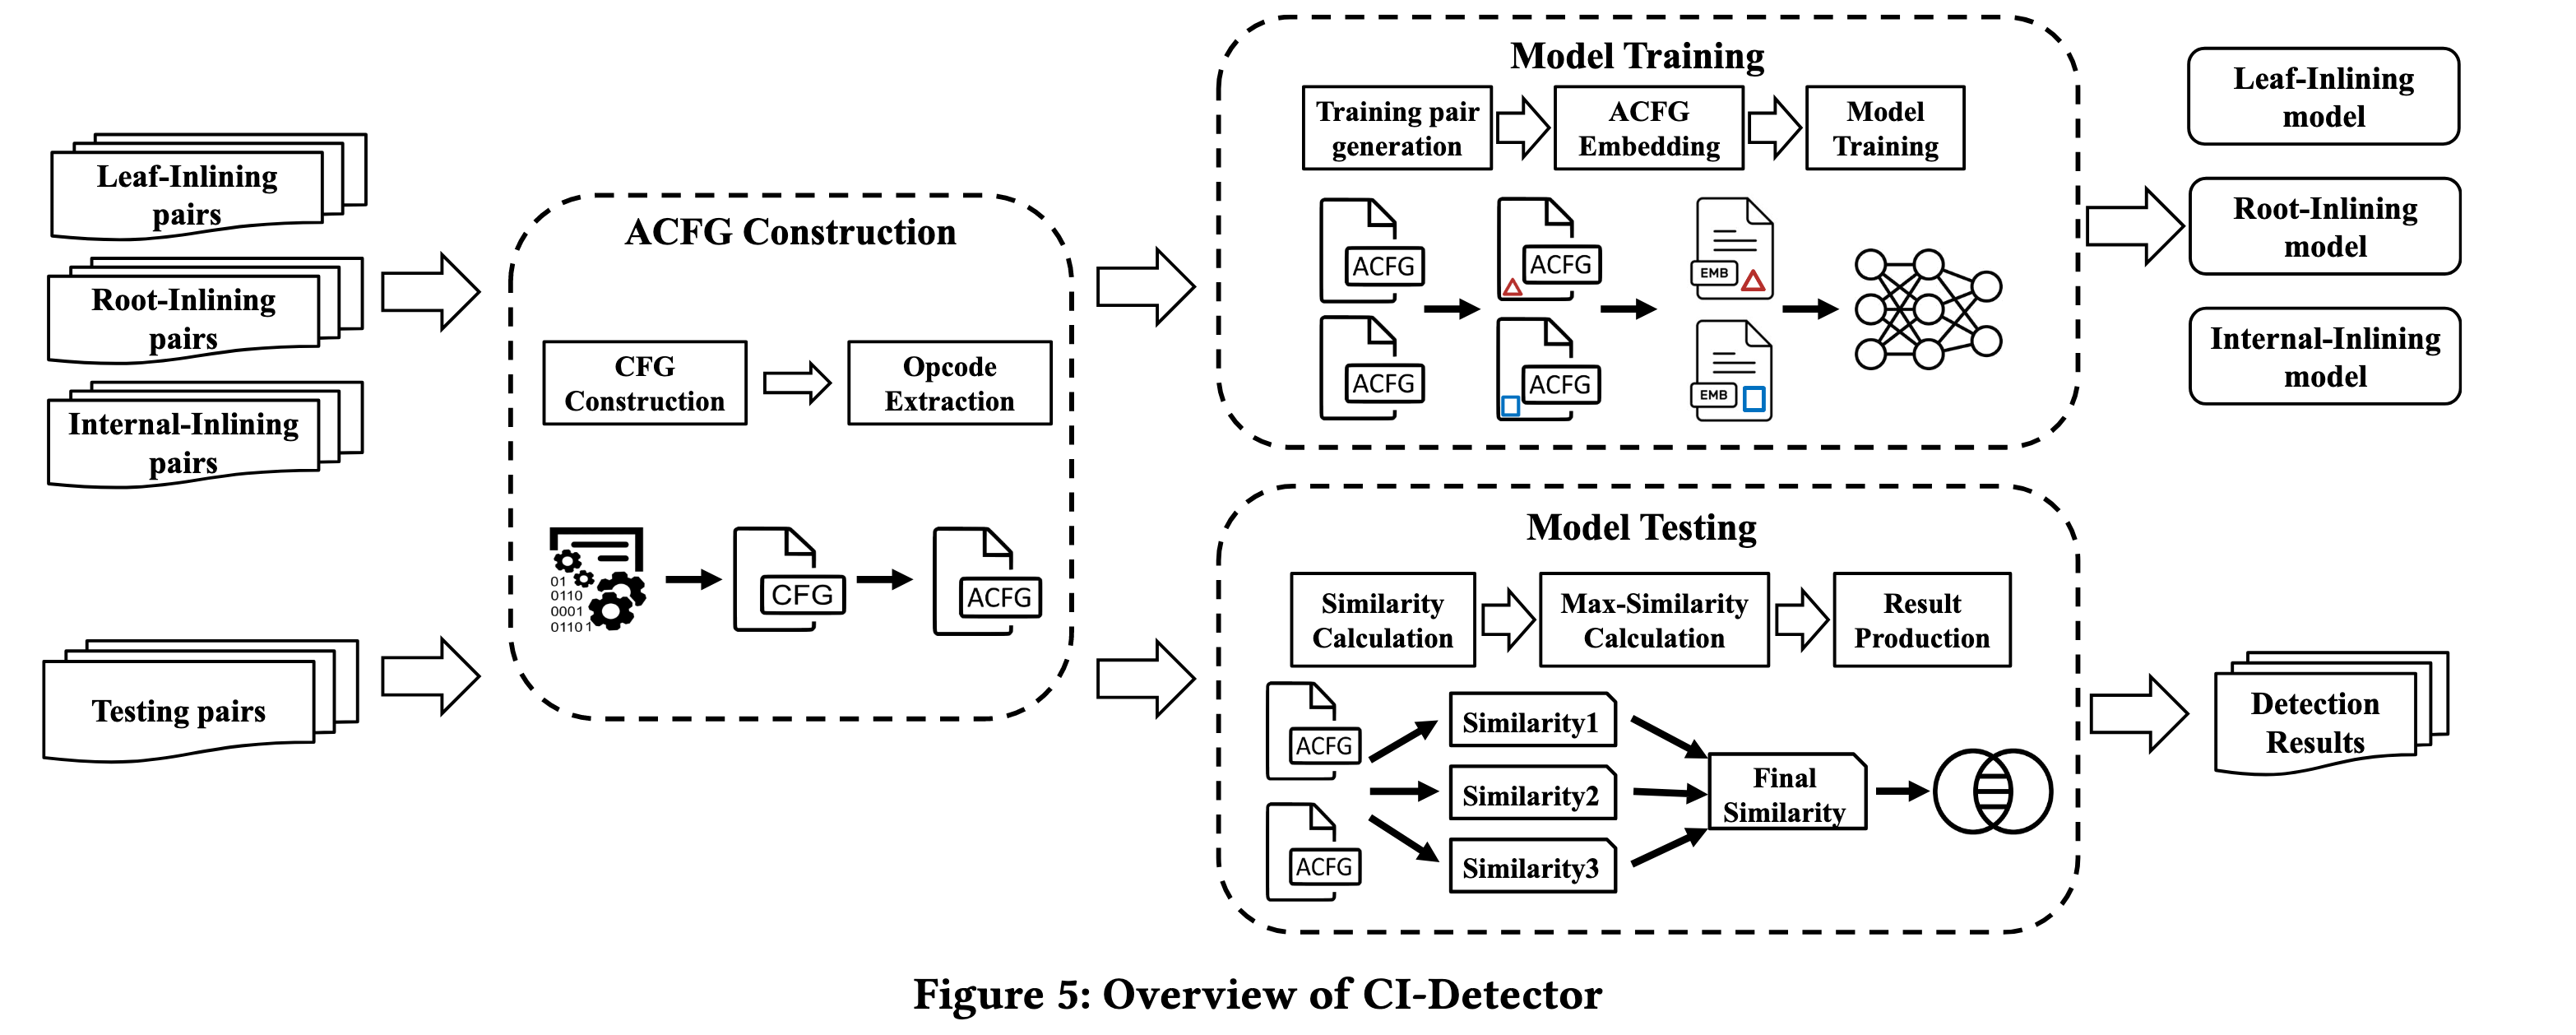 Leaf-Inlining
pairs
Root-Inlining
pairs
Internal-Inlining
pairs
Testing pairs
ACFG Construction
CFG
Construction
Opcode
Extraction
01
0110
0001
01101
CFG
ACFG
Model Training
Training pair
generation
ACFG
Embedding
Model
Training
ACFG
ACFG
ACFG
ACFG
EMB
EMB
Leaf-Inlining
model
Root-Inlining
model
Internal-Inlining
model
Model Testing
Similarity
Calculation
Max-Similarity
Calculation
Result
Production
ACFG
ACFG
Similarity1
Similarity2
Similarity3
Final
Similarity
Detection
Results
Figure 5: Overview of CI-Detector